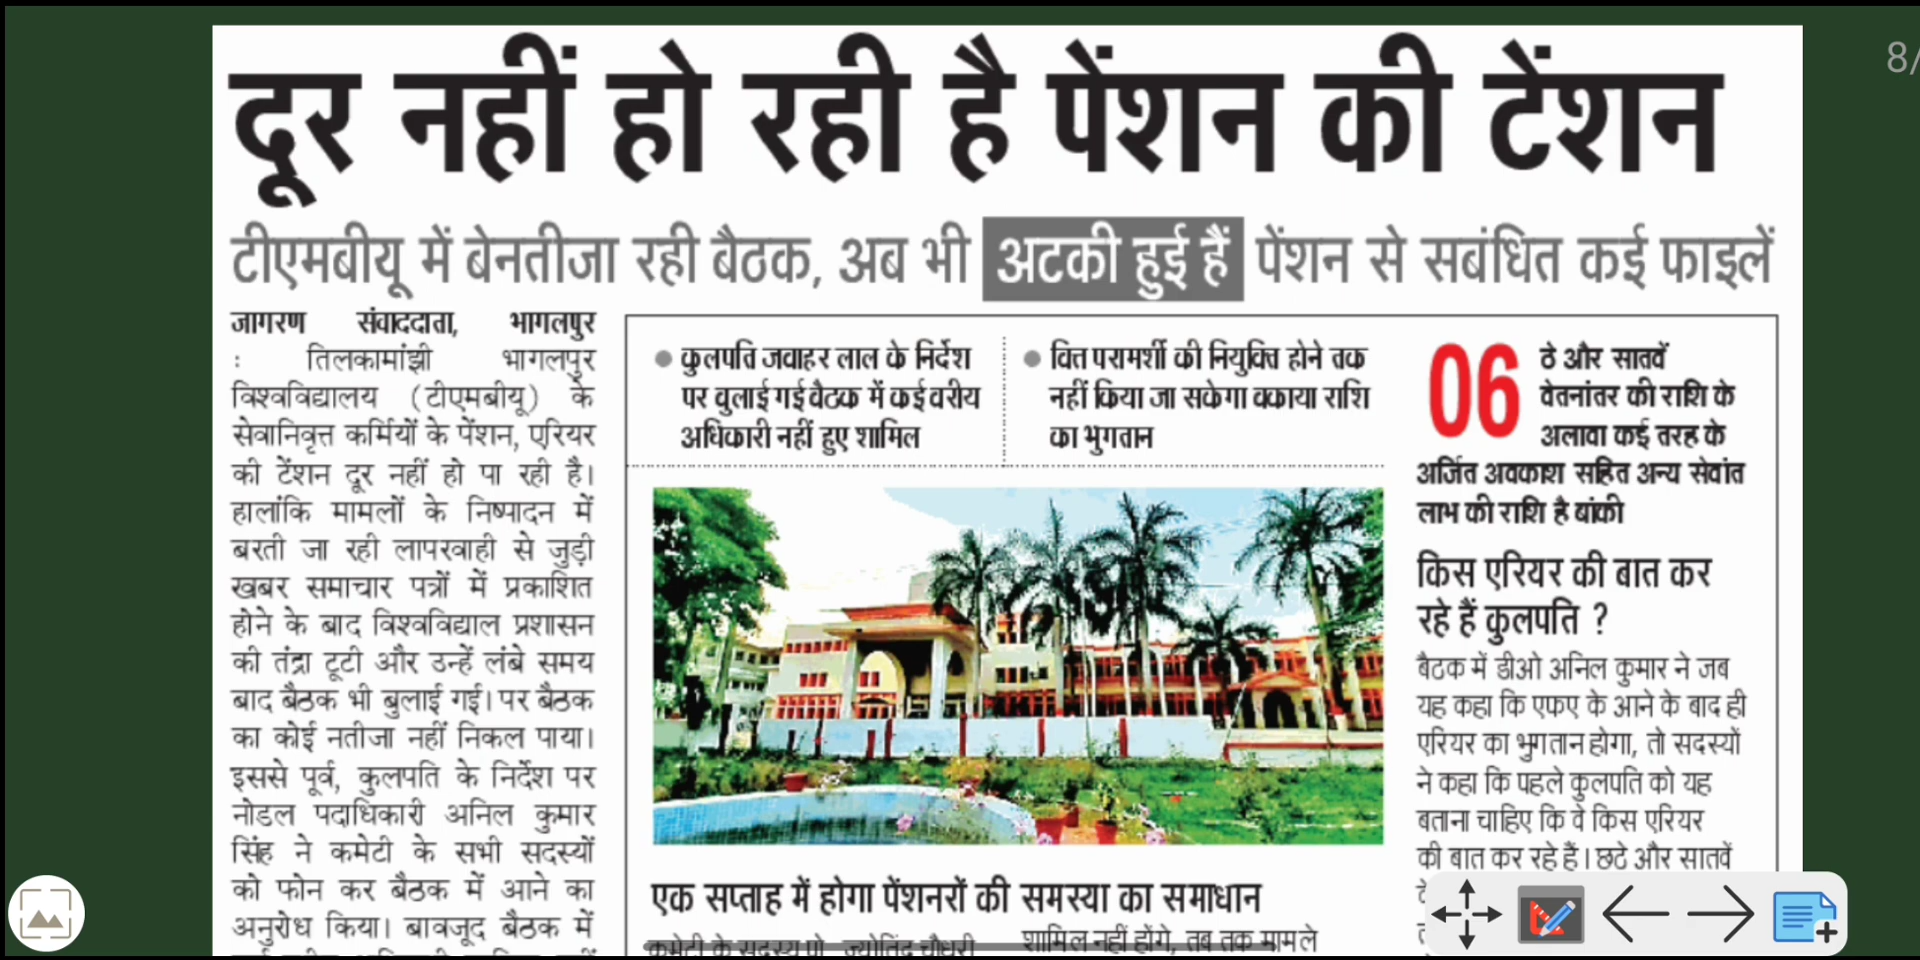 8/
दूर नहीं हो रही है पेंशन की टेंशन
टीएमबीयू में बेनतीजा रही बैठक, अब भी अटकी हुई हैं पेंशन से सबंधित कई फाइलें
जागरण संवाददाता, भागलपुर
: तिलकामांझी भागलपुर
विश्वविद्यालय (टीएमबीयू) के
सेवानिवृत्त कर्मियों के पेंशन, एरियर
की टेंशन दूर नहीं हो पा रही है।
हालांकि मामलों के निष्पादन में
बरती जा रही लापरवाही से जुड़ी
खबर समाचार पत्रों में प्रकाशित
होने के बाद विश्वविद्याल प्रशासन
की तंद्रा टूटी और उन्हें लंबे समय
बाद बैठक भी बुलाई गई। पर बैठक
का कोई नतीजा नहीं निकल पाया।
इससे पूर्व, कुलपति के निर्देश पर
नोडल पदाधिकारी अनिल कुमार
सिंह ने कमेटी के सभी सदस्यों
को फोन कर बैठक में आने का
अनुरोध किया। बावजूद बैठक में
कुलपति जवाहर लाल के निर्देश
पर बुलाई गई बैठक में कई वरीय
अधिकारी नहीं हुए शामिल
वित्त परामर्शी की नियुक्ति होने तक
नहीं किया जा सकेगा बकाया राशि
का भुगतान
06 ठे और सातवें
वेतनांतर की राशि के
अलावा कई तरह के
अर्जित अवकाश सहित अन्य सेवांत
लाभ की राशि है बांकी
किस एरियर की बात कर
रहे हैं कुलपति ?
बैठक में डीओ अनिल कुमार ने जब
यह कहा कि एफए के आने के बाद ही
एरियर का भुगतान होगा, तो सदस्यों
ने कहा कि पहले कुलपति को यह
बताना चाहिए कि वे किस एरियर
की बात कर रहे हैं। छठे और सातवें
एक सप्ताह में होगा पेंशनरों की समस्या का समाधान
कमेटी के सदस्य प्रो. ज्योतिंद्र चौधरी
शामिल नहीं होंगे, तब तक मामले